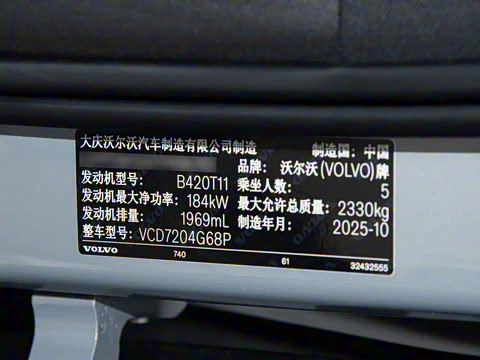 大庆沃尔沃汽车制造有限公司制造 制造国：中国
品牌：沃尔沃(VOLVO)牌
发动机型号：B420T11 乘坐人数：5
发动机最大净功率：184kW 最大允许总质量：2330kg
发动机排量：1969mL 制造年月：2025-10
整车型号：VCD7204G68P
VOLVO 740 61 32432555